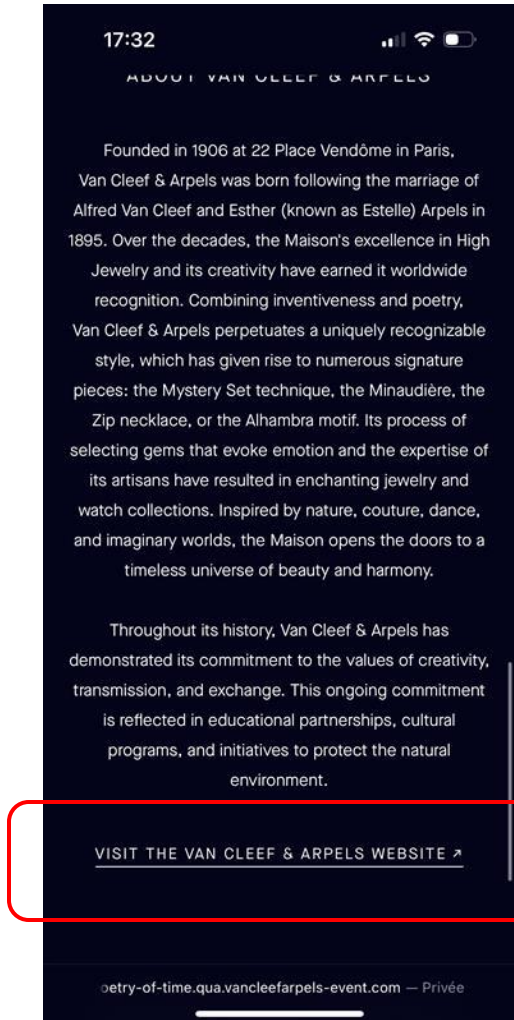 17:32
ABOUT VAN CLEEF & ARPELS
Founded in 1906 at 22 Place Vendôme in Paris,
Van Cleef & Arpels was born following the marriage of
Alfred Van Cleef and Esther (known as Estelle) Arpels in
1895. Over the decades, the Maison's excellence in High
Jewelry and its creativity have earned it worldwide
recognition. Combining inventiveness and poetry,
Van Cleef & Arpels perpetuates a uniquely recognizable
style, which has given rise to numerous signature
pieces: the Mystery Set technique, the Minaudière, the
Zip necklace, or the Alhambra motif. Its process of
selecting gems that evoke emotion and the expertise of
its artisans have resulted in enchanting jewelry and
watch collections. Inspired by nature, couture, dance,
and imaginary worlds, the Maison opens the doors to a
timeless universe of beauty and harmony.
Throughout its history, Van Cleef & Arpels has
demonstrated its commitment to the values of creativity,
transmission, and exchange. This ongoing commitment
is reflected in educational partnerships, cultural
programs, and initiatives to protect the natural
environment.
VISIT THE VAN CLEEF & ARPELS WEBSITE ↗
oetry-of-time.qua.vancleefarpels-event.com — Privée